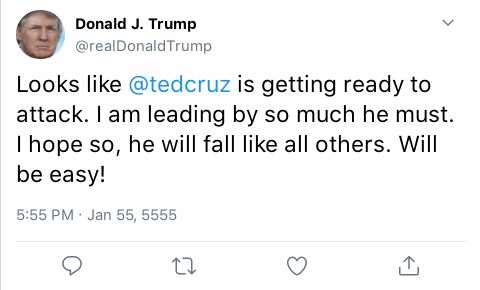 Donald J. Trump
@realDonaldTrump
Looks like @tedcruz is getting ready to
attack. I am leading by so much he must.
I hope so, he will fall like all others. Will
be easy!
5:55 PM · Jan 55, 5555